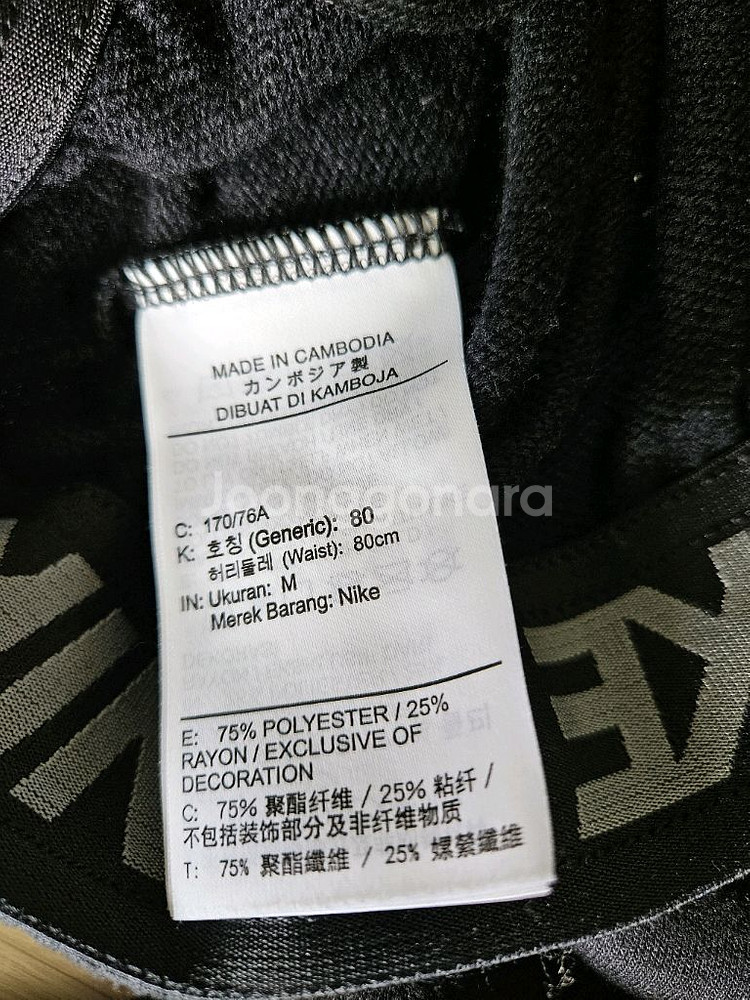 MADE IN CAMBODIA
カンボジア製
DIBUAT DI KAMBOJA
Joongonara
C: 170/76A
K: 호칭 (Generic): 80
허리둘레 (Waist): 80cm
IN: Ukuran: M
Merek Barang: Nike
E: 75% POLYESTER / 25%
RAYON / EXCLUSIVE OF
DECORATION
C: 75% 聚酯纤维 / 25% 粘纤 /
不包括装饰部分及非纤维物质
T: 75% 聚酯纖維 / 25% 嫘縈纖維